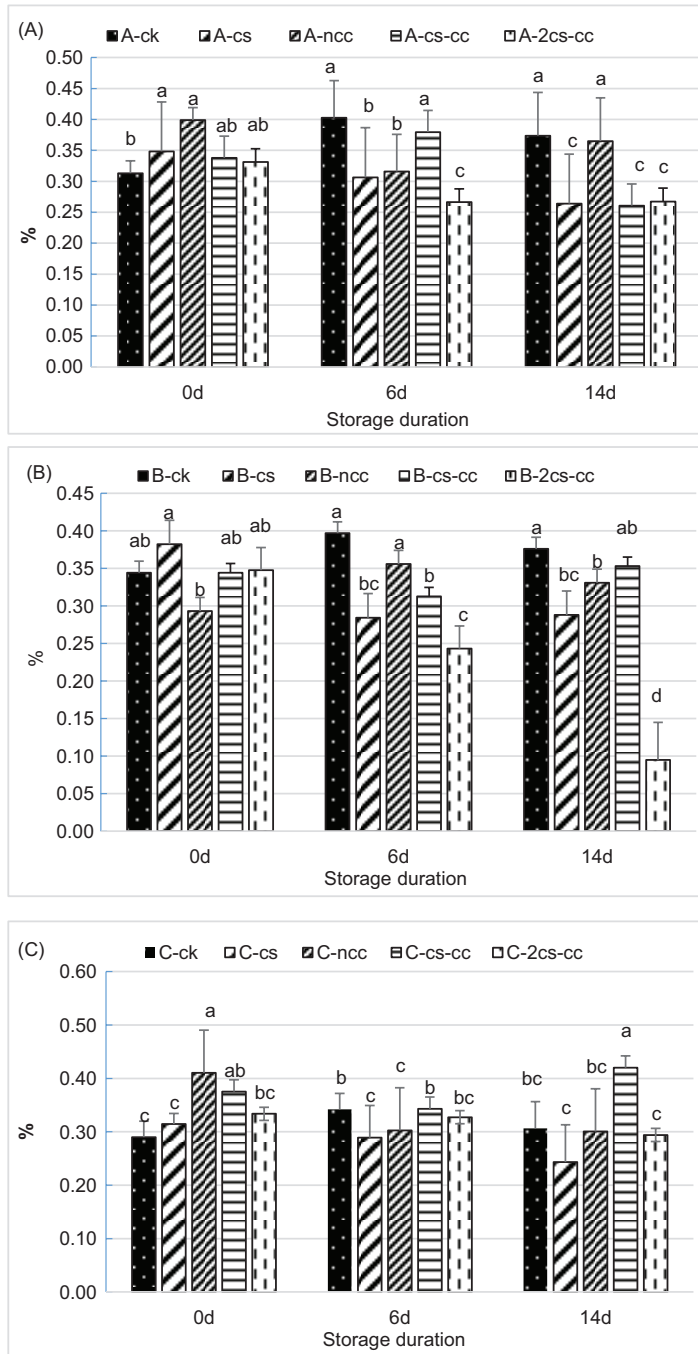 (A)
A-ck A-cs A-ncc A-cs-cc A-2cs-cc
0.50
0.45
0.40
0.35
0.30
0.25
0.20
0.15
0.10
0.05
0.00
%
b a a ab ab
a b b a c
a c a c c
0d 6d 14d
Storage duration
(B)
B-ck B-cs B-ncc B-cs-cc B-2cs-cc
0.45
0.40
0.35
0.30
0.25
0.20
0.15
0.10
0.05
0.00
%
ab a b ab ab
a bc a b c
a bc b ab d
0d 6d 14d
Storage duration
(C)
C-ck C-cs C-ncc C-cs-cc C-2cs-cc
0.60
0.50
0.40
0.30
0.20
0.10
0.00
%
c c a ab bc
b c c b bc
bc c bc a c
0d 6d 14d
Storage duration